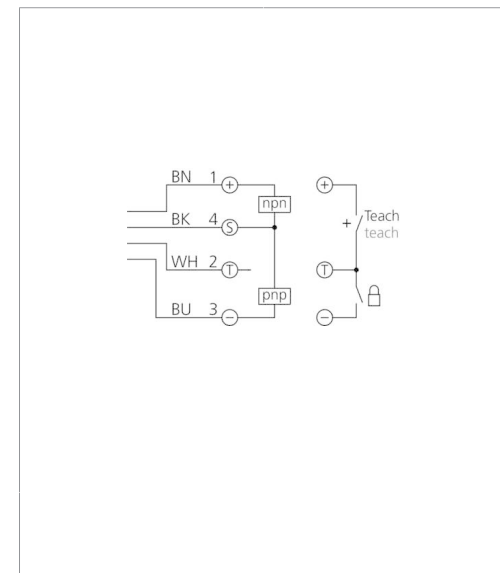 BN 1 +
npn
BK 4 S
+ Teach
teach
WH 2 T T
pnp
BU 3 − −